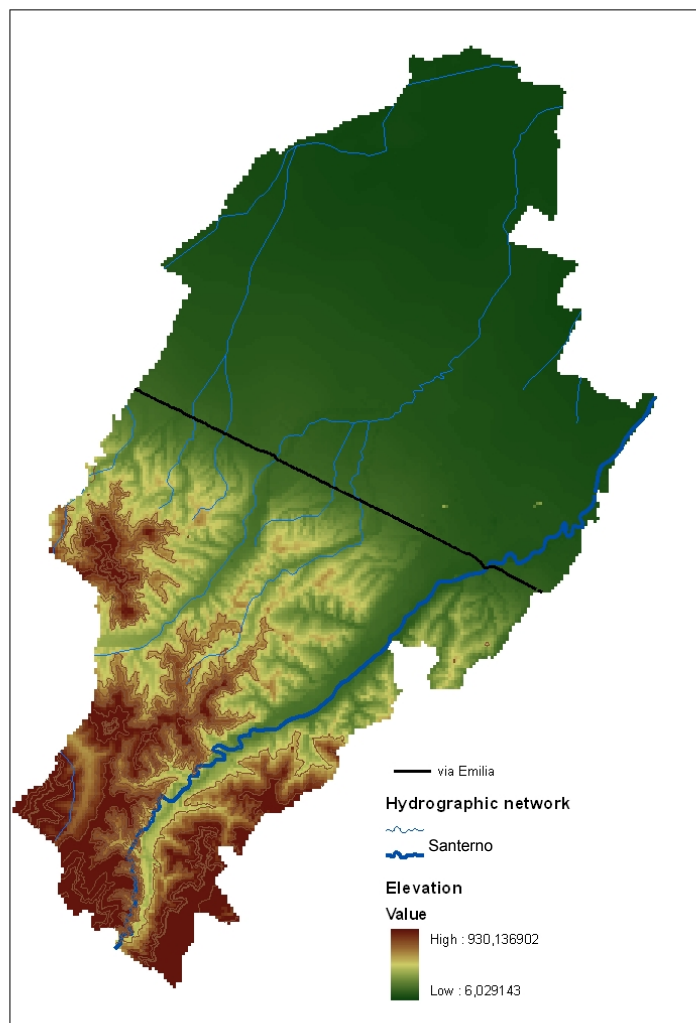 via Emilia
Hydrographic network
Santerno
Elevation
Value
High : 930,136902
Low : 6,029143